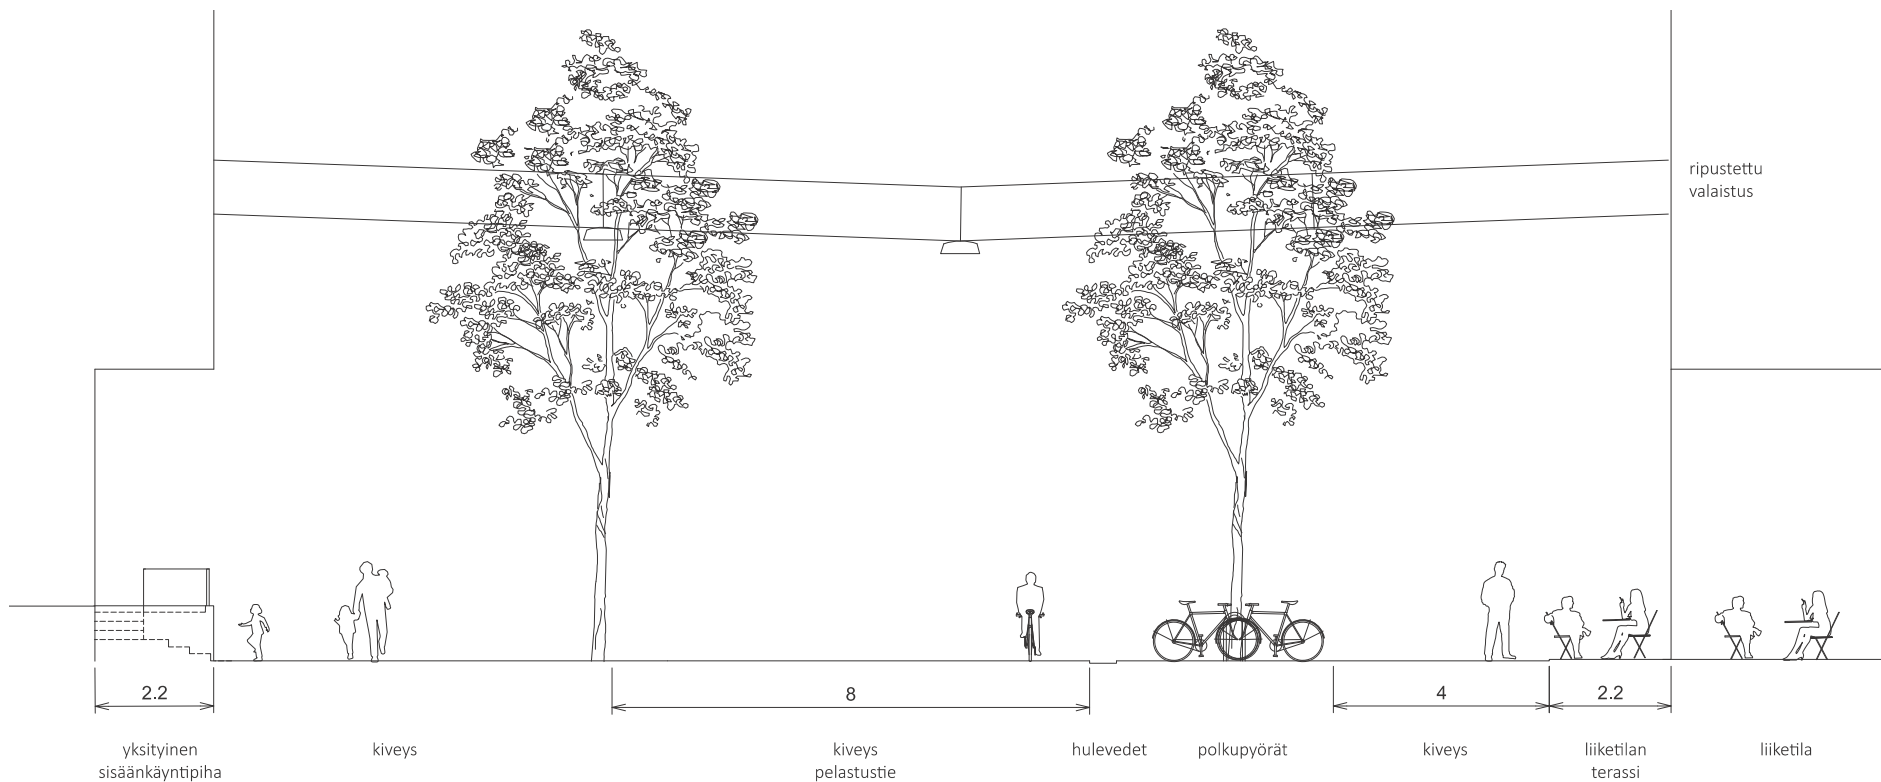 ripustettu
valaistus
2.2
8
4
2.2
yksityinen
sisäänkäyntipiha
kiveys
kiveys
pelastustie
hulevedet
polkupyörät
kiveys
liiketilan
terassi
liiketila